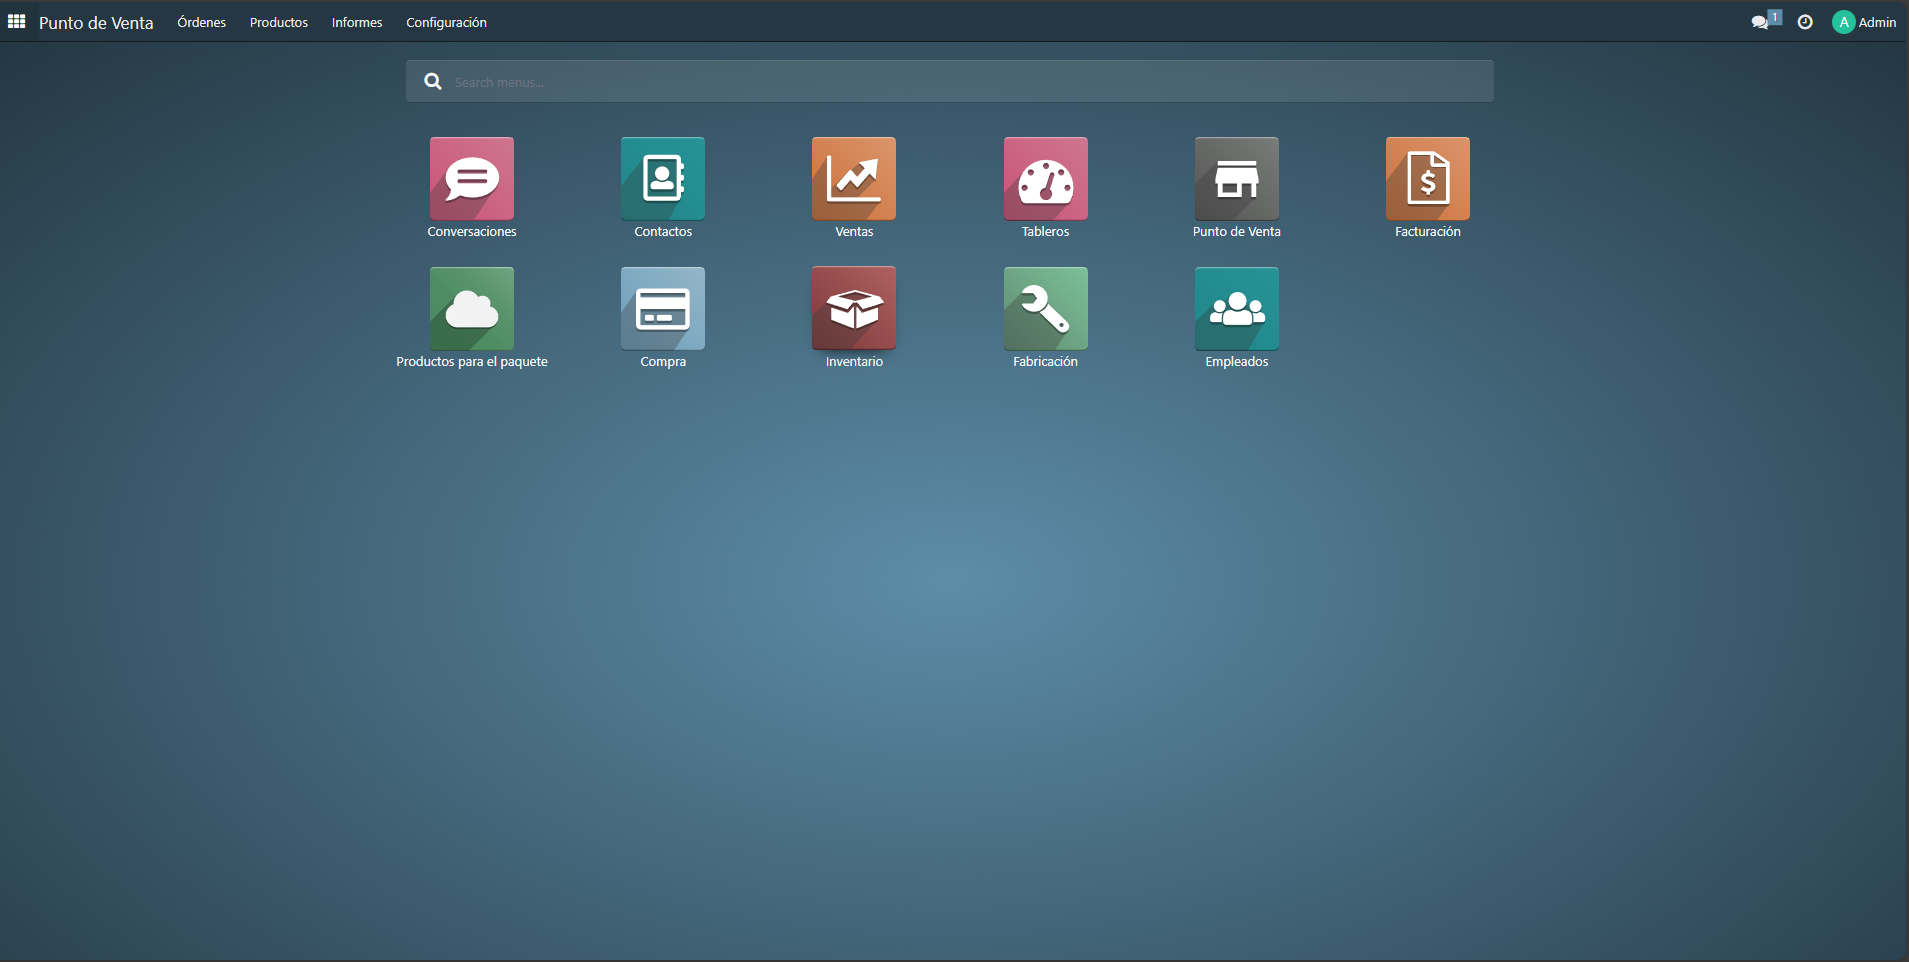 Punto de Venta Órdenes Productos Informes Configuración 1 A Admin
Search menus...
Conversaciones Contactos Ventas Tableros Punto de Venta Facturación
Productos para el paquete Compra Inventario Fabricación Empleados